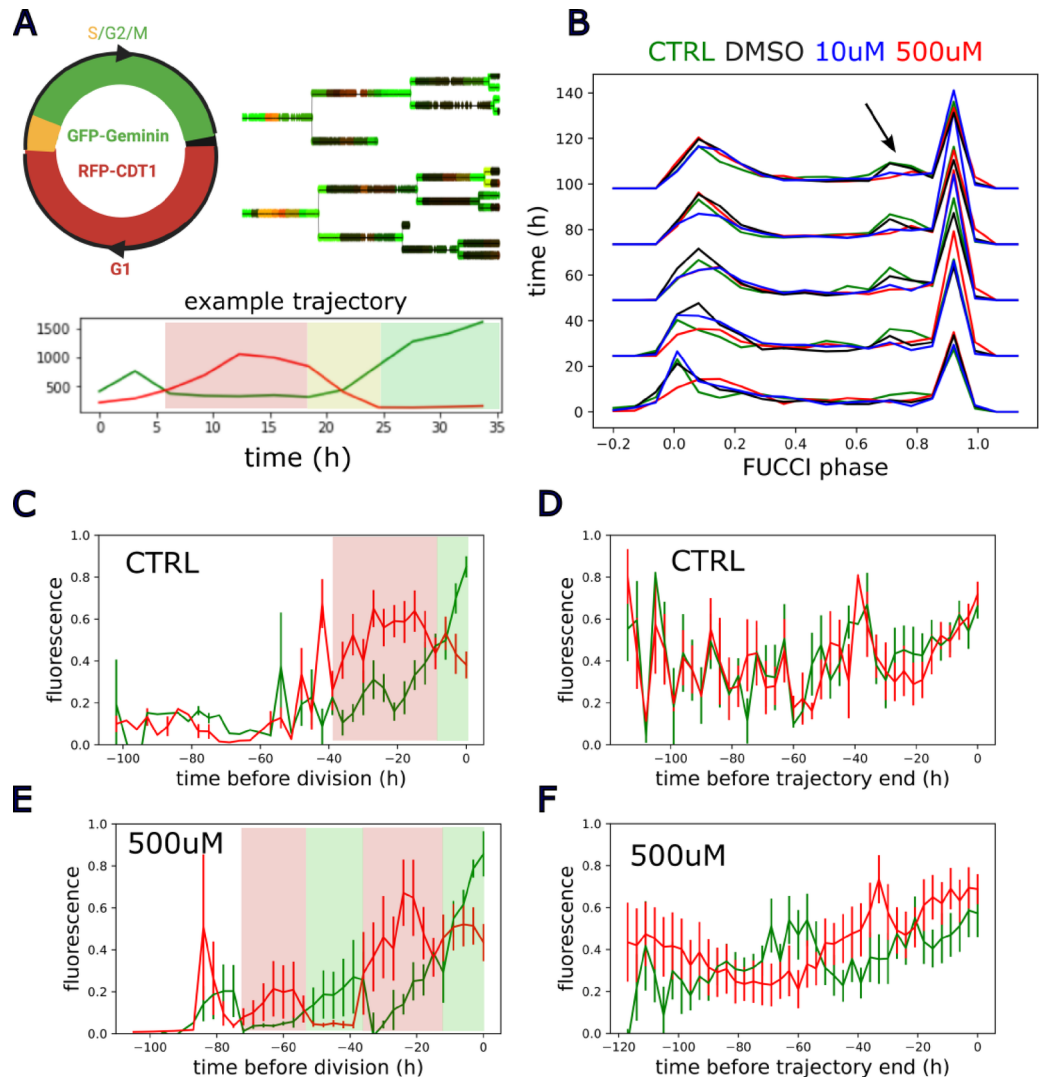 A
S/G2/M
GFP-Geminin
RFP-CDT1
G1
example trajectory
1500
1000
500
0 5 10 15 20 25 30 35
time (h)
B
CTRL DMSO 10uM 500uM
time (h)
140
120
100
80
60
40
20
0
−0.2 0.0 0.2 0.4 0.6 0.8 1.0
FUCCI phase
C
CTRL
fluorescence
1.0
0.8
0.6
0.4
0.2
0.0
−100 −80 −60 −40 −20 0
time before division (h)
D
CTRL
fluorescence
1.0
0.8
0.6
0.4
0.2
0.0
−100 −80 −60 −40 −20 0
time before trajectory end (h)
E
500uM
fluorescence
1.0
0.8
0.6
0.4
0.2
0.0
−100 −80 −60 −40 −20 0
time before division (h)
F
500uM
fluorescence
1.0
0.8
0.6
0.4
0.2
0.0
−120 −100 −80 −60 −40 −20 0
time before trajectory end (h)